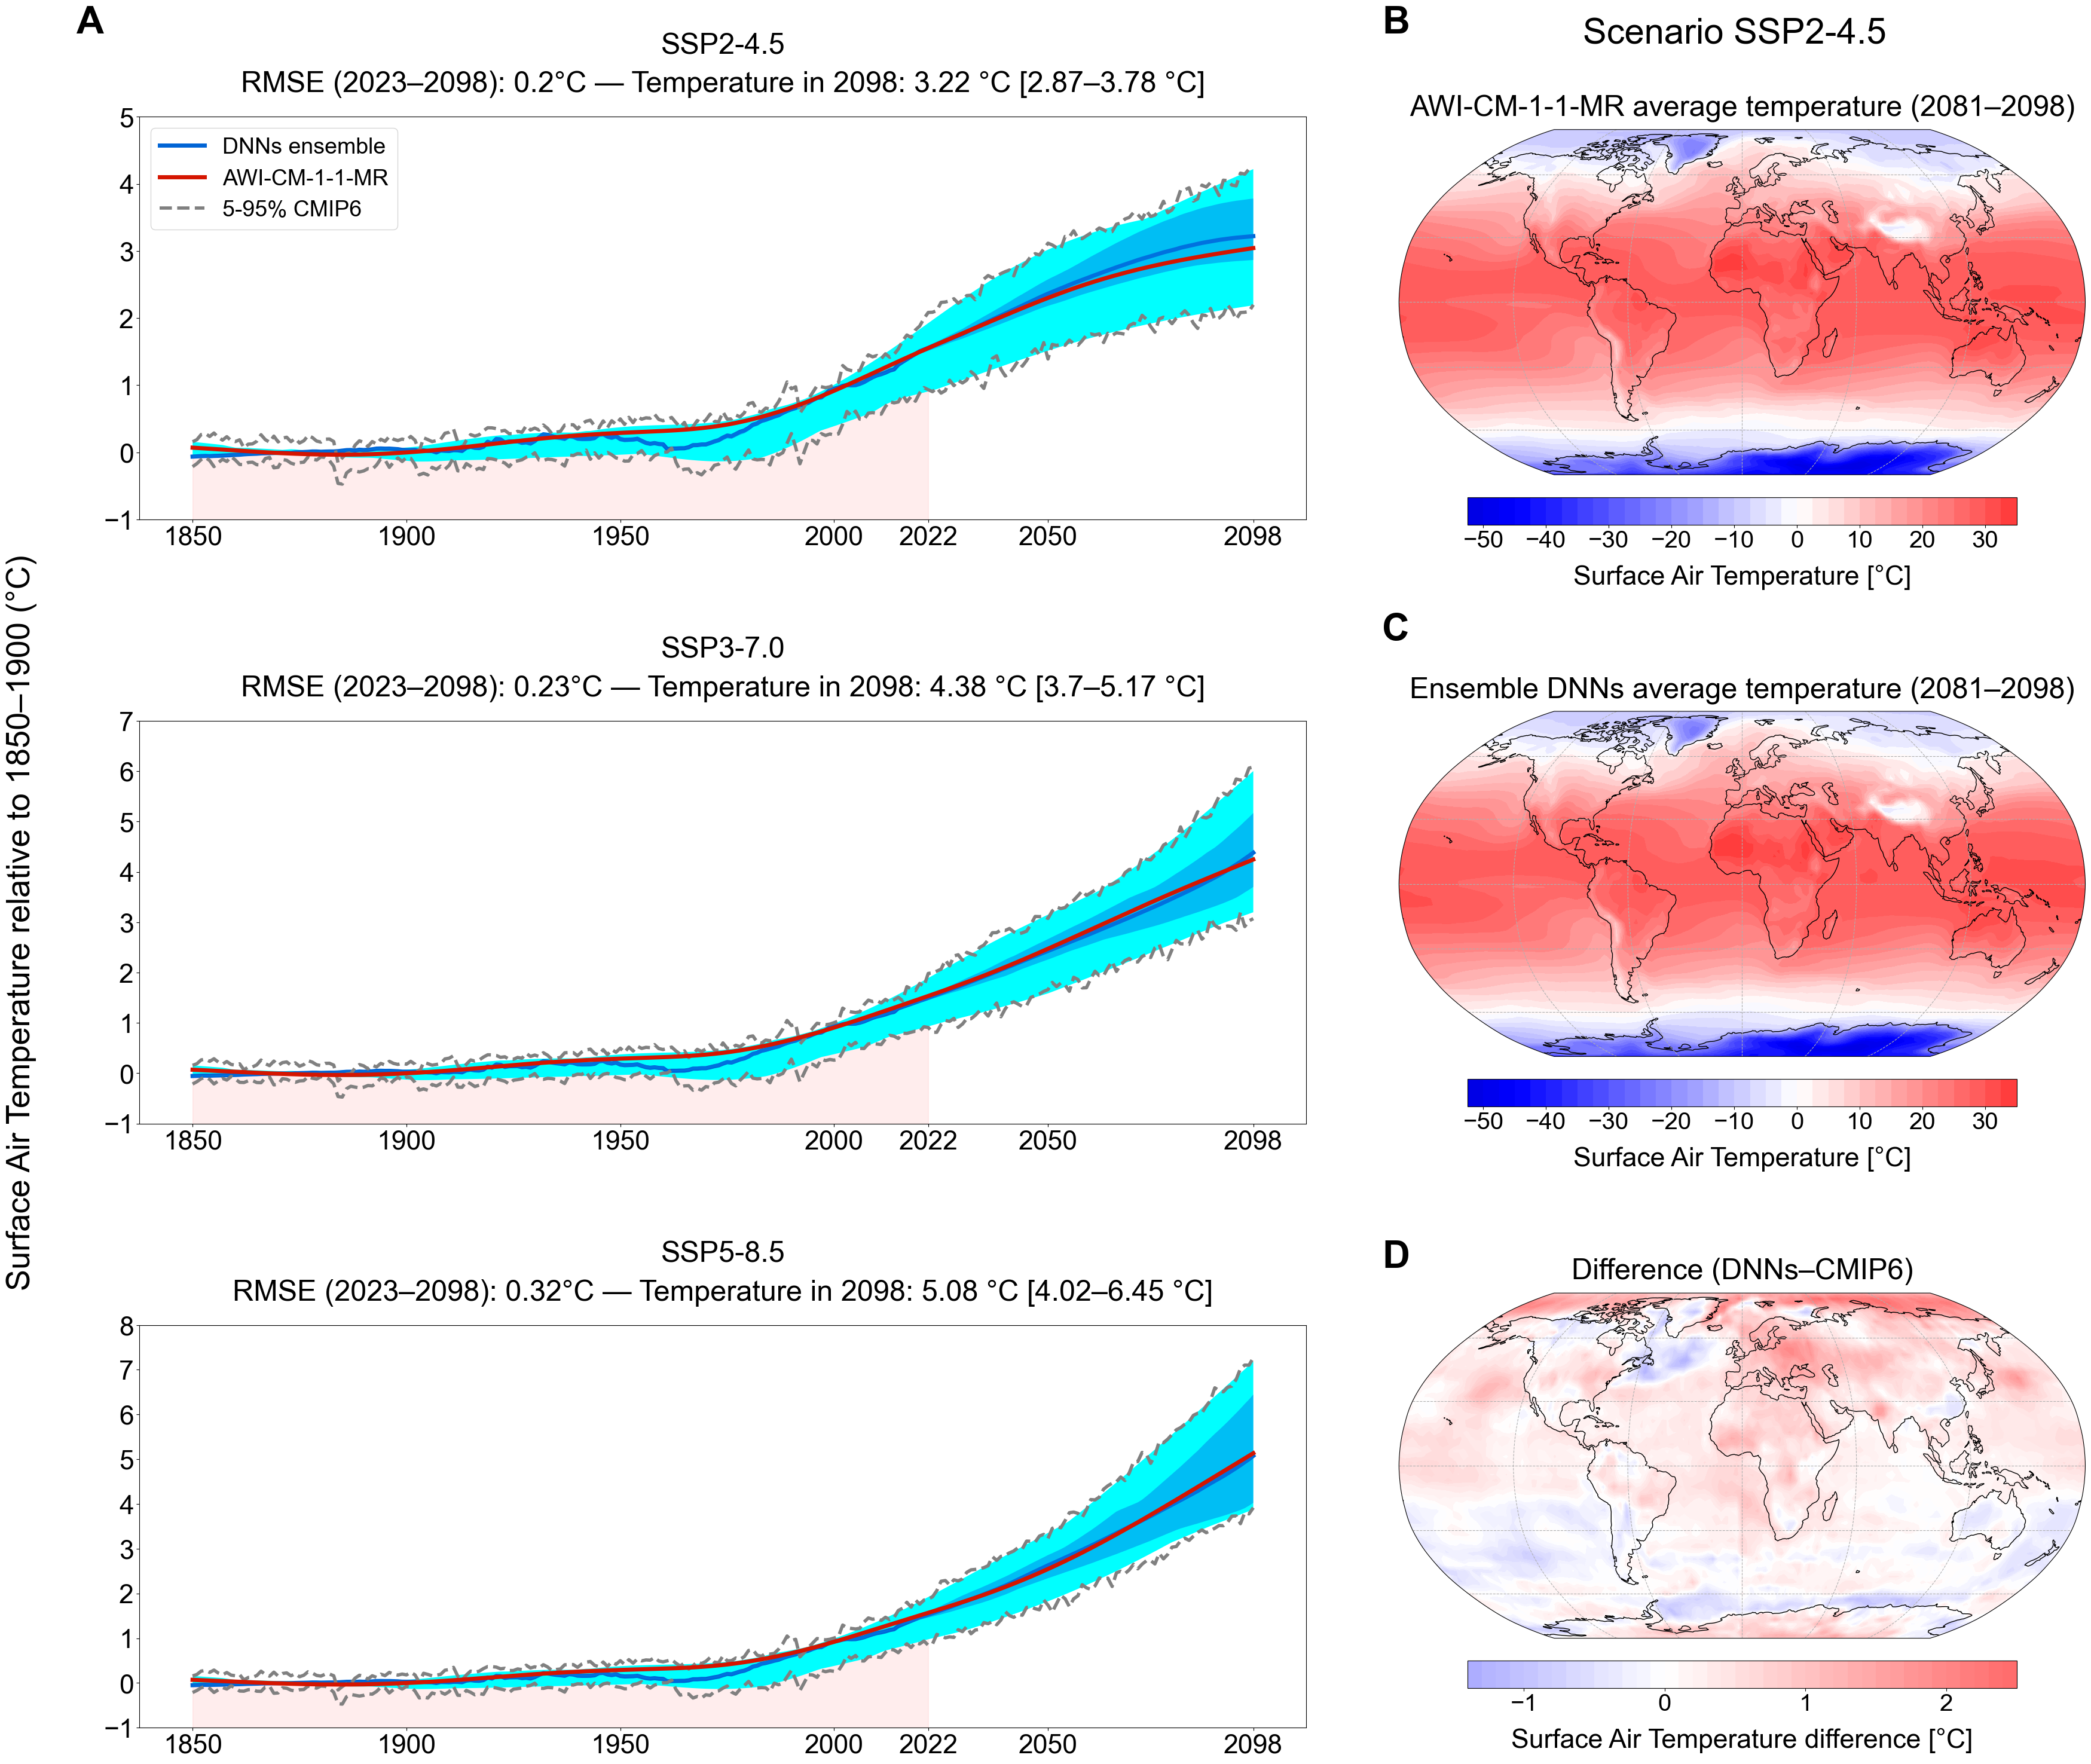 A
SSP2-4.5
RMSE (2023–2098): 0.2°C — Temperature in 2098: 3.22 °C [2.87–3.78 °C]
5
4
3
2
1
0
−1
DNNs ensemble
AWI-CM-1-1-MR
5-95% CMIP6
1850 1900 1950 2000 2022 2050 2098
Surface Air Temperature relative to 1850–1900 (°C)
SSP3-7.0
RMSE (2023–2098): 0.23°C — Temperature in 2098: 4.38 °C [3.7–5.17 °C]
7
6
5
4
3
2
1
0
−1
1850 1900 1950 2000 2022 2050 2098
SSP5-8.5
RMSE (2023–2098): 0.32°C — Temperature in 2098: 5.08 °C [4.02–6.45 °C]
8
7
6
5
4
3
2
1
0
−1
1850 1900 1950 2000 2022 2050 2098
B
Scenario SSP2-4.5
AWI-CM-1-1-MR average temperature (2081–2098)
−50 −40 −30 −20 −10 0 10 20 30
Surface Air Temperature [°C]
C
Ensemble DNNs average temperature (2081–2098)
−50 −40 −30 −20 −10 0 10 20 30
Surface Air Temperature [°C]
D
Difference (DNNs–CMIP6)
−1 0 1 2
Surface Air Temperature difference [°C]